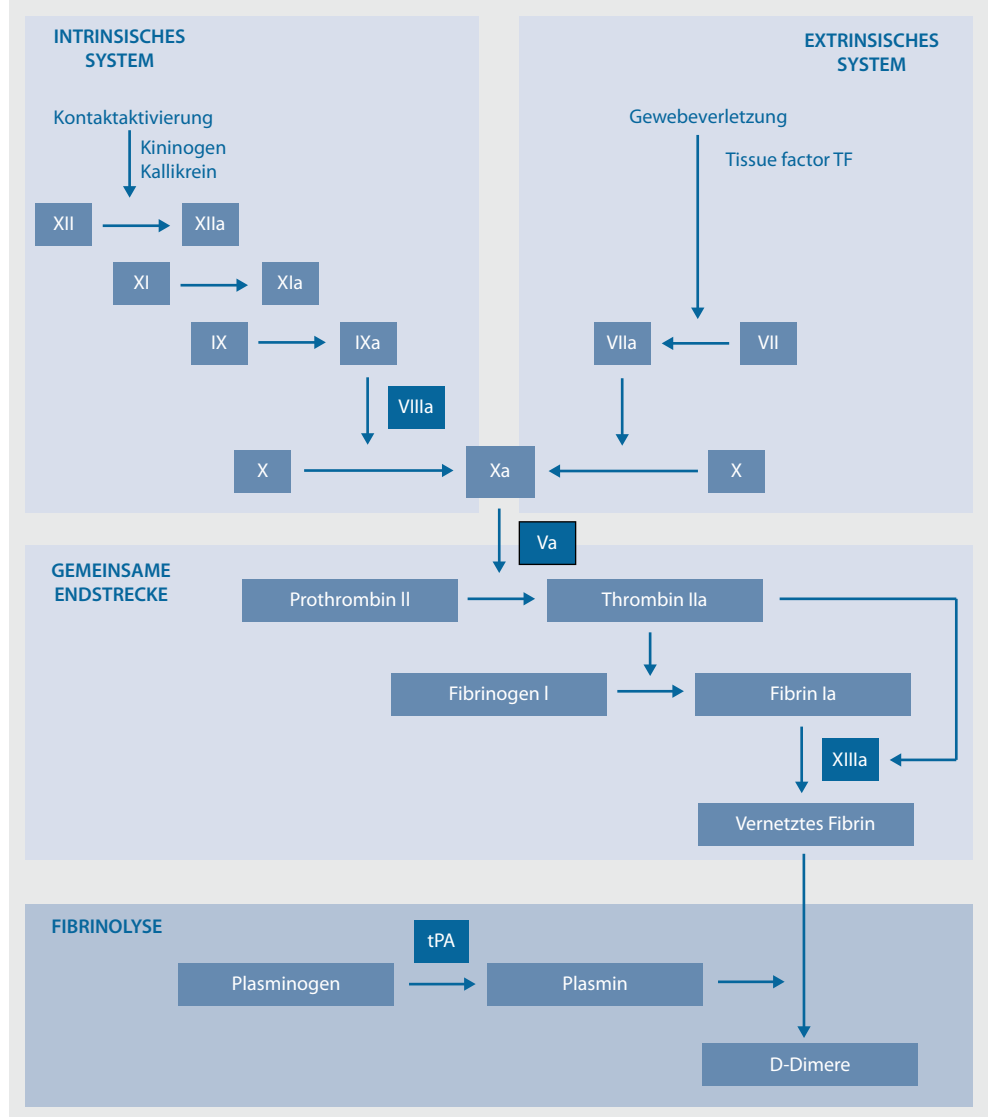 INTRINSISCHES
SYSTEM
EXTRINSISCHES
SYSTEM
Kontaktaktivierung
Kininogen
Kallikrein
Gewebeverletzung
Tissue factor TF
XII
XIIa
XI
XIa
IX
IXa
VIIa
VII
VIIIa
X
Xa
X
Va
GEMEINSAME
ENDSTRECKE
Prothrombin II
Thrombin IIa
Fibrinogen I
Fibrin Ia
XIIIa
Vernetztes Fibrin
FIBRINOLYSE
tPA
Plasminogen
Plasmin
D-Dimere